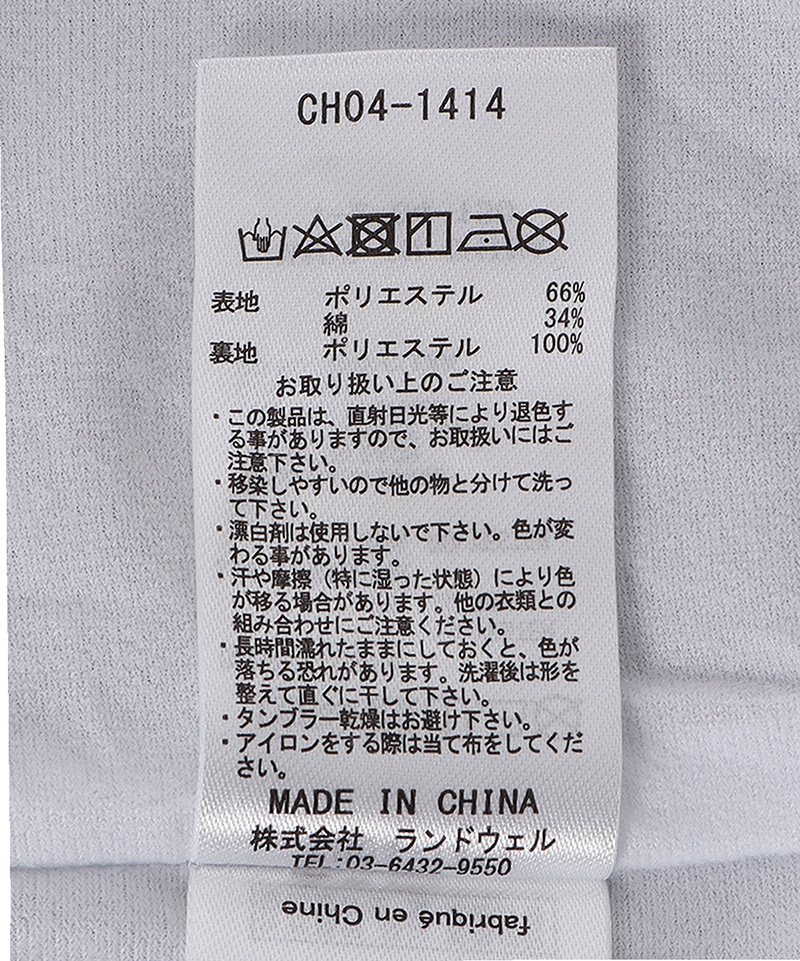 CH04-1414
表地 ポリエステル 66%
綿 34%
裏地 ポリエステル 100%
お取り扱い上のご注意
・この製品は、直射日光等により退色す
る事がありますので、お取扱いにはご
注意下さい。
・移染しやすいので他の物と分けて洗っ
て下さい。
・漂白剤は使用しないで下さい。色が変
わる事があります。
・汗や摩擦（特に湿った状態）により色
が移る場合があります。他の衣類との
組み合わせにご注意ください。
・長時間濡れたままにしておくと、色が
落ちる恐れがあります。洗濯後は形を
整えて直ぐに干して下さい。
・タンブラー乾燥はお避け下さい。
・アイロンをする際は当て布をしてくだ
さい。
MADE IN CHINA
株式会社 ランドウェル
TEL:03-6432-9550
fabriqué en Chine